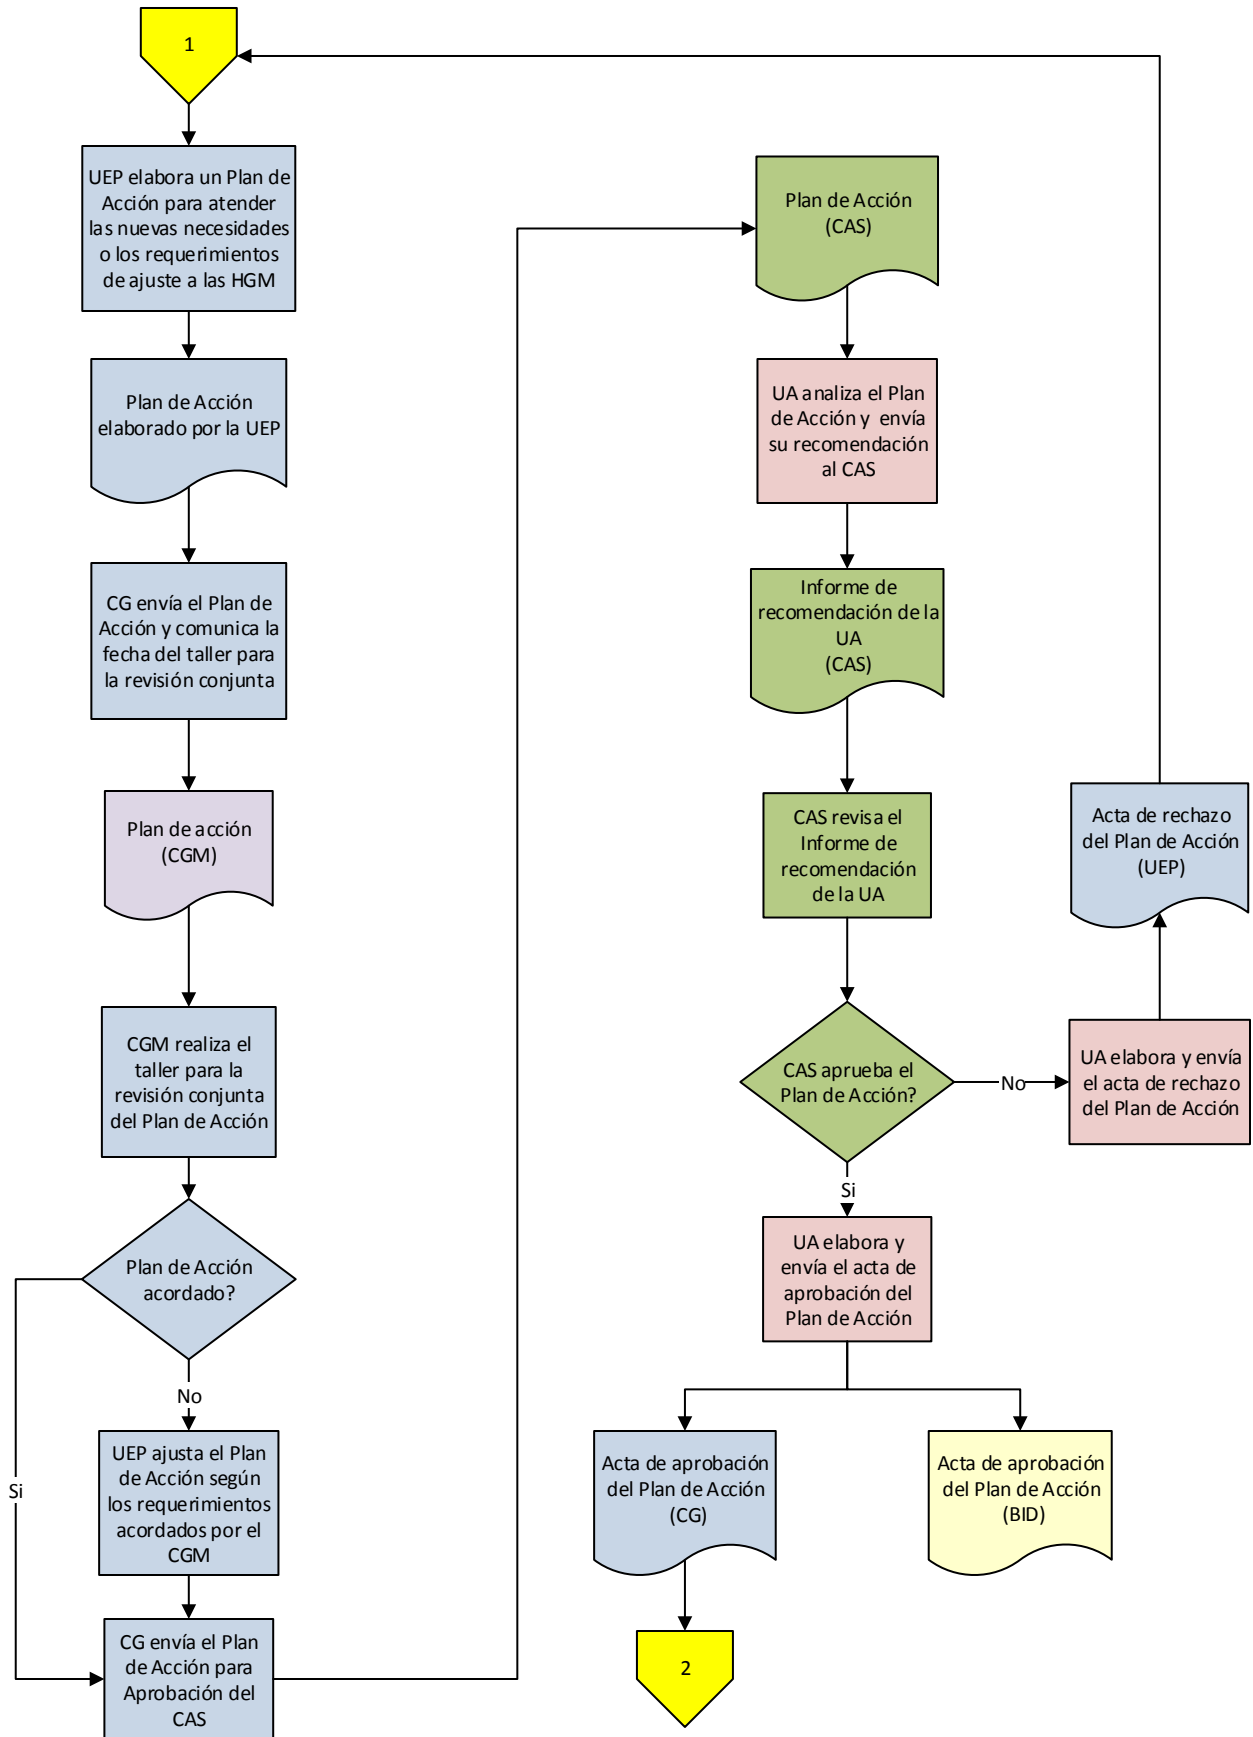 1
UEP elabora un Plan de
Acción para atender
las nuevas necesidades
o los requerimientos
de ajuste a las HGM
Plan de Acción
elaborado por la UEP
CG envía el Plan de
Acción y comunica la
fecha del taller para
la revisión conjunta
Plan de acción
(CGM)
CGM realiza el
taller para la
revisión conjunta
del Plan de Acción
Plan de Acción
acordado?
No
Si
UEP ajusta el Plan
de Acción según
los requerimientos
acordados por el
CGM
CG envía el Plan
de Acción para
Aprobación del
CAS
Plan de Acción
(CAS)
UA analiza el Plan
de Acción y envía
su recomendación
al CAS
Informe de
recomendación de la
UA
(CAS)
CAS revisa el
Informe de
recomendación
de la UA
CAS aprueba el
Plan de Acción?
No
UA elabora y envía
el acta de rechazo
del Plan de Acción
Acta de rechazo
del Plan de Acción
(UEP)
Si
UA elabora y
envía el acta de
aprobación del
Plan de Acción
Acta de aprobación
del Plan de Acción
(CG)
Acta de aprobación
del Plan de Acción
(BID)
2